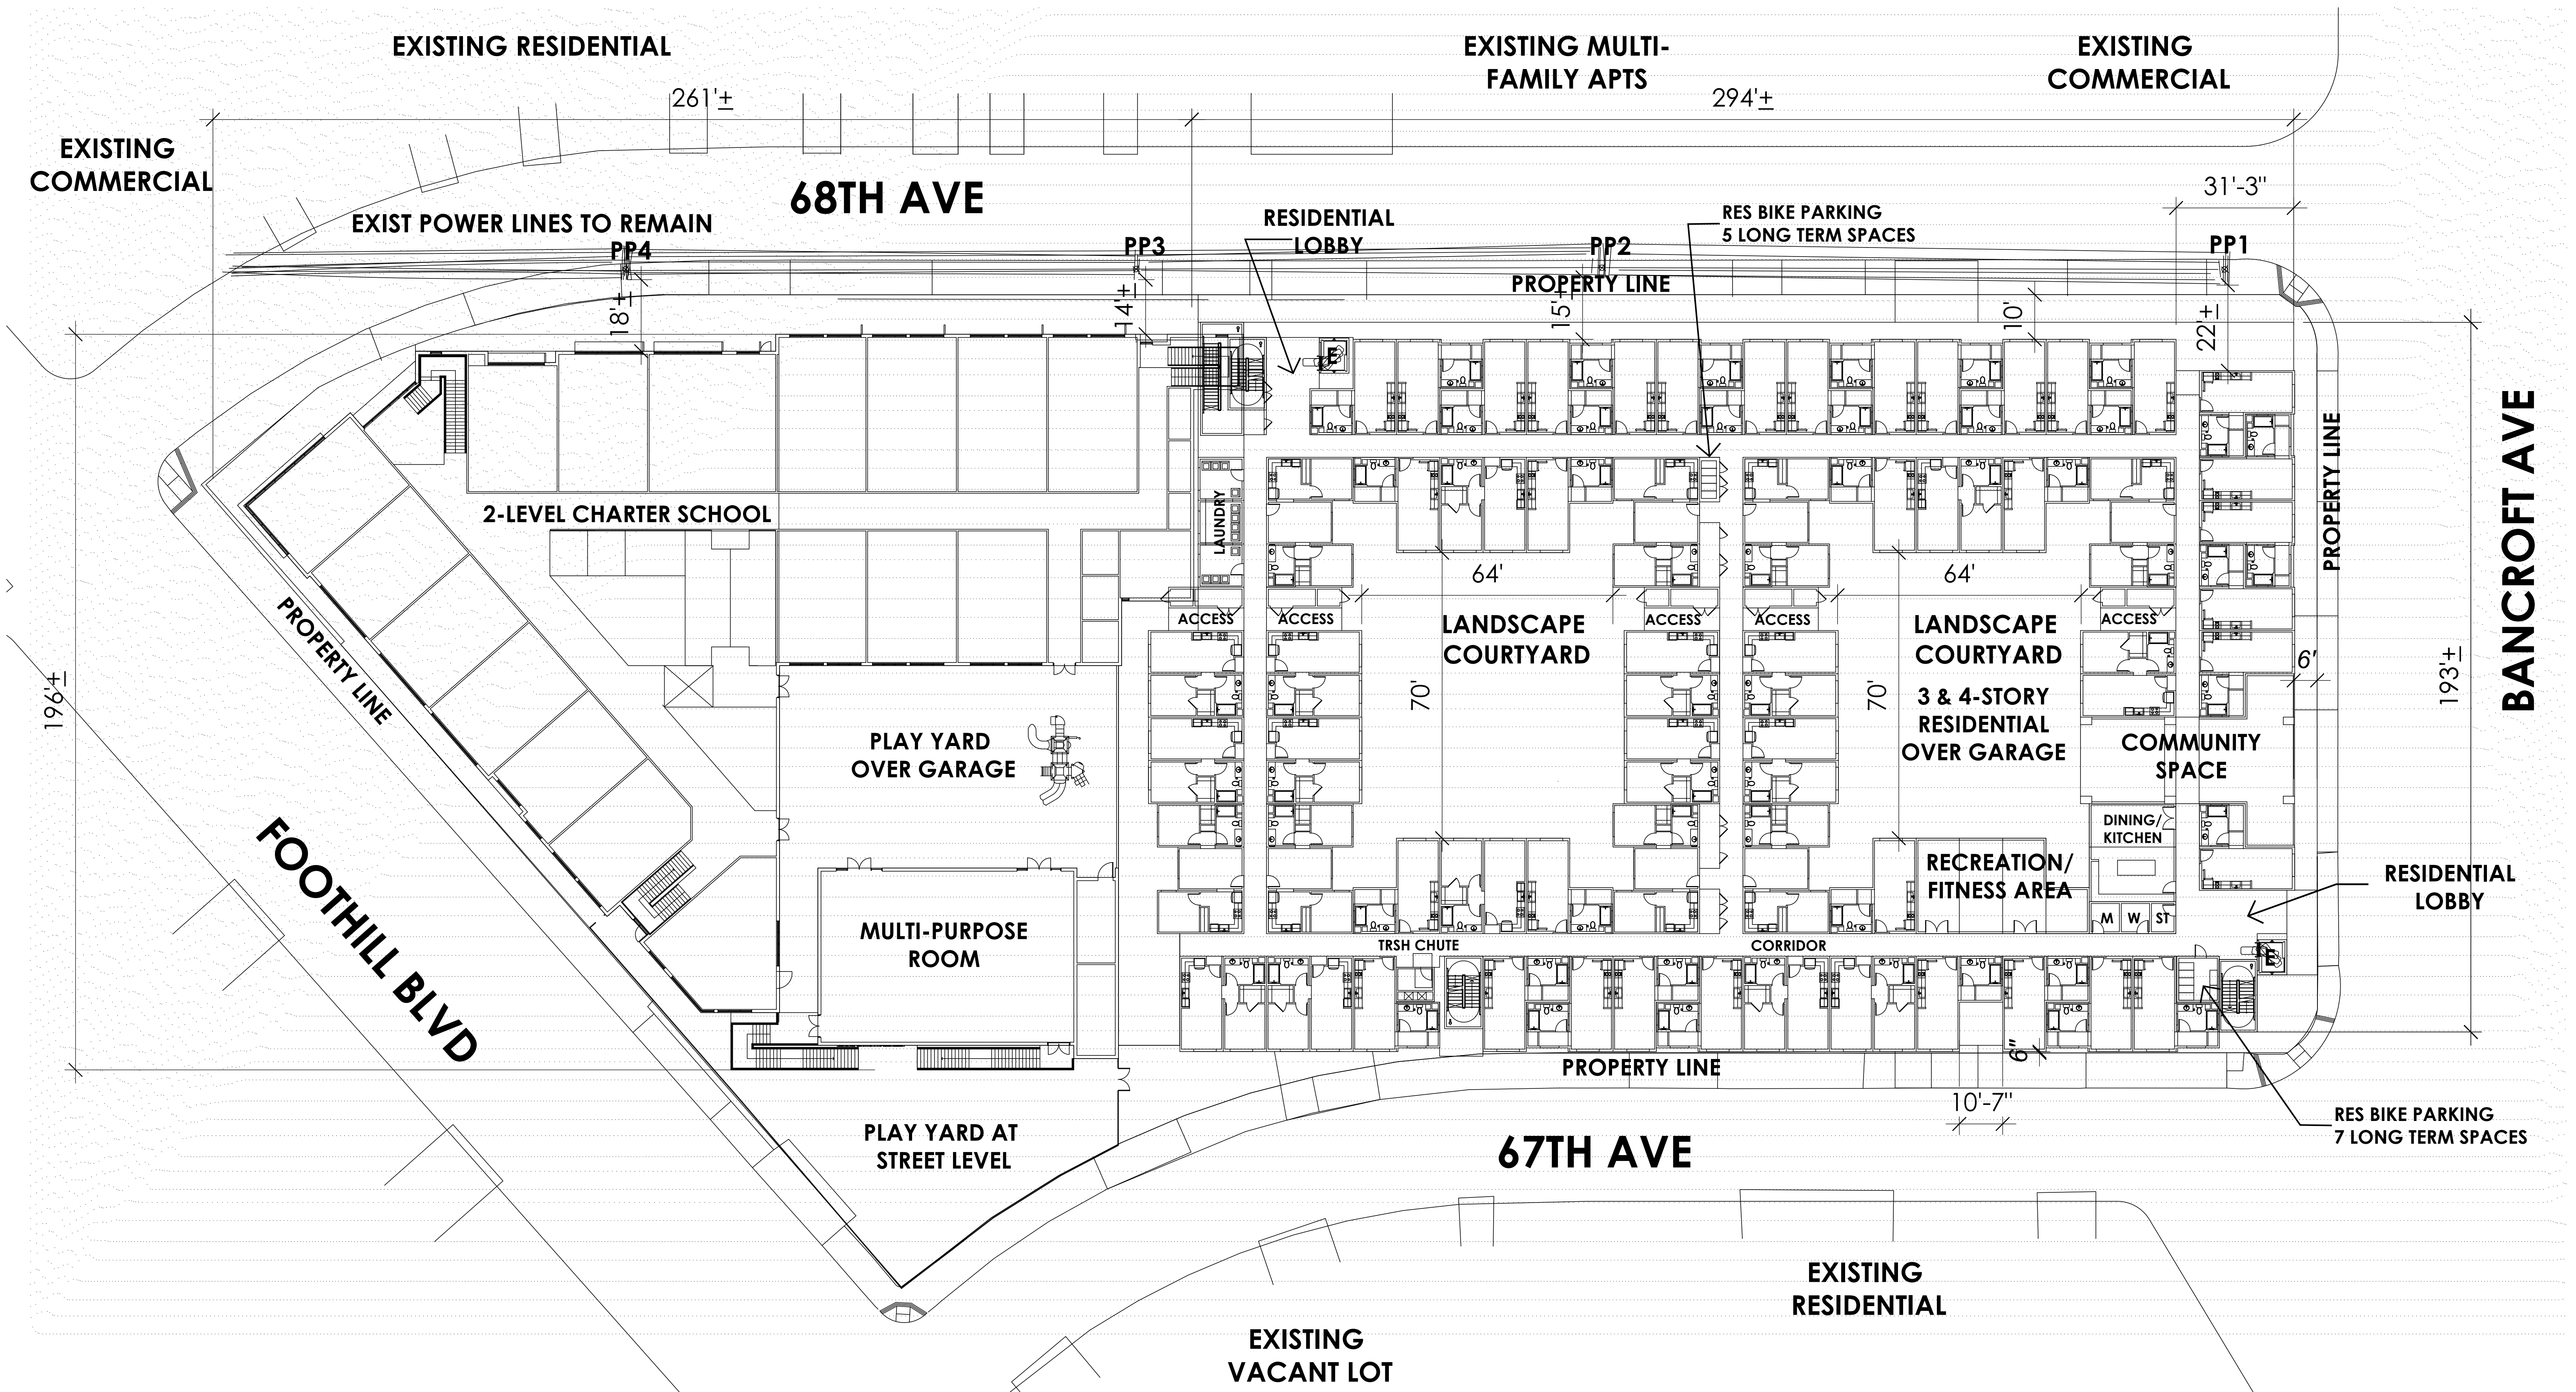 EXISTING RESIDENTIAL
EXISTING MULTI-
FAMILY APTS
EXISTING
COMMERCIAL
261'±
294'±
EXISTING
COMMERCIAL
68TH AVE
31'-3"
EXIST POWER LINES TO REMAIN
RESIDENTIAL
LOBBY
RES BIKE PARKING
5 LONG TERM SPACES
PP4
PP3
PP2
PP1
PROPERTY LINE
18'±
14'±
15'±
10'
22'±
E
PROPERTY LINE
BANCROFT AVE
2-LEVEL CHARTER SCHOOL
LAUNDRY
64'
64'
ACCESS
ACCESS
ACCESS
ACCESS
ACCESS
LANDSCAPE
COURTYARD
LANDSCAPE
COURTYARD
PROPERTY LINE
196'±
70'
70'
3 & 4-STORY
RESIDENTIAL
OVER GARAGE
6'
193'±
PLAY YARD
OVER GARAGE
COMMUNITY
SPACE
DINING/
KITCHEN
FOOTHILL BLVD
RECREATION/
FITNESS AREA
RESIDENTIAL
LOBBY
MULTI-PURPOSE
ROOM
M
W
ST
TRSH CHUTE
CORRIDOR
E
PROPERTY LINE
6"
10'-7"
PLAY YARD AT
STREET LEVEL
67TH AVE
RES BIKE PARKING
7 LONG TERM SPACES
EXISTING
RESIDENTIAL
EXISTING
VACANT LOT